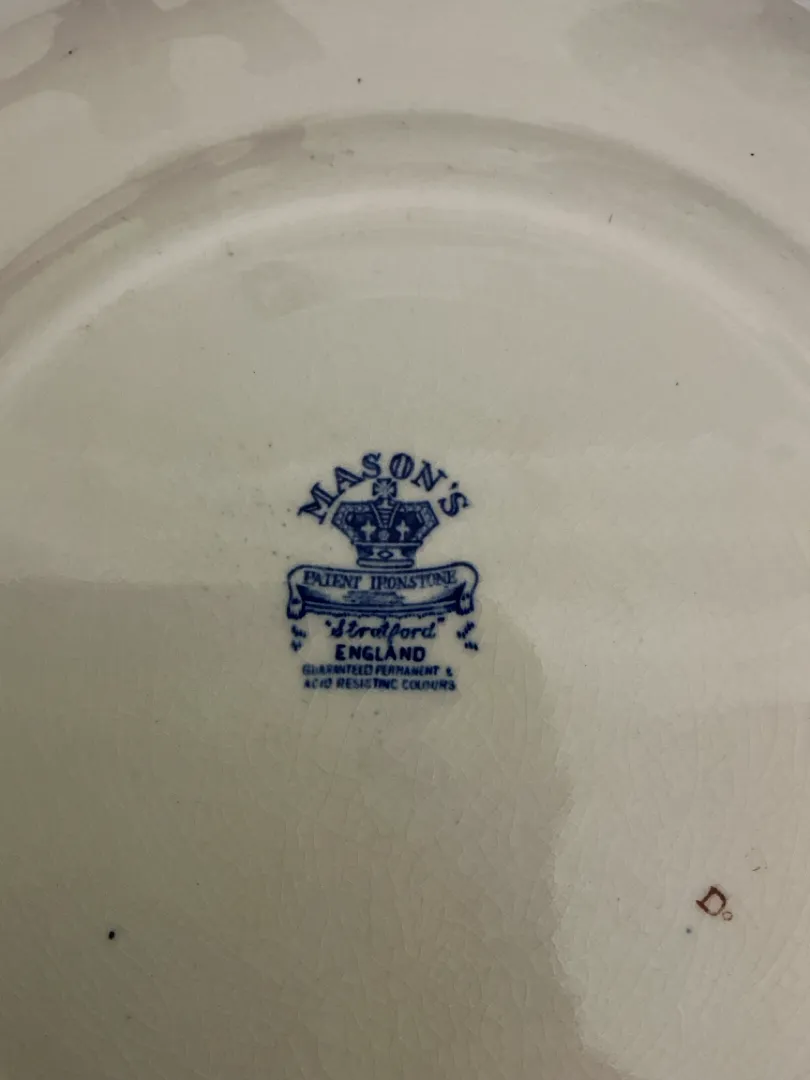 MASON'S
PATENT IRONSTONE
"Stratford"
ENGLAND
GUARANTEED PERMANENT &
ACID RESISTING COLOURS
D.